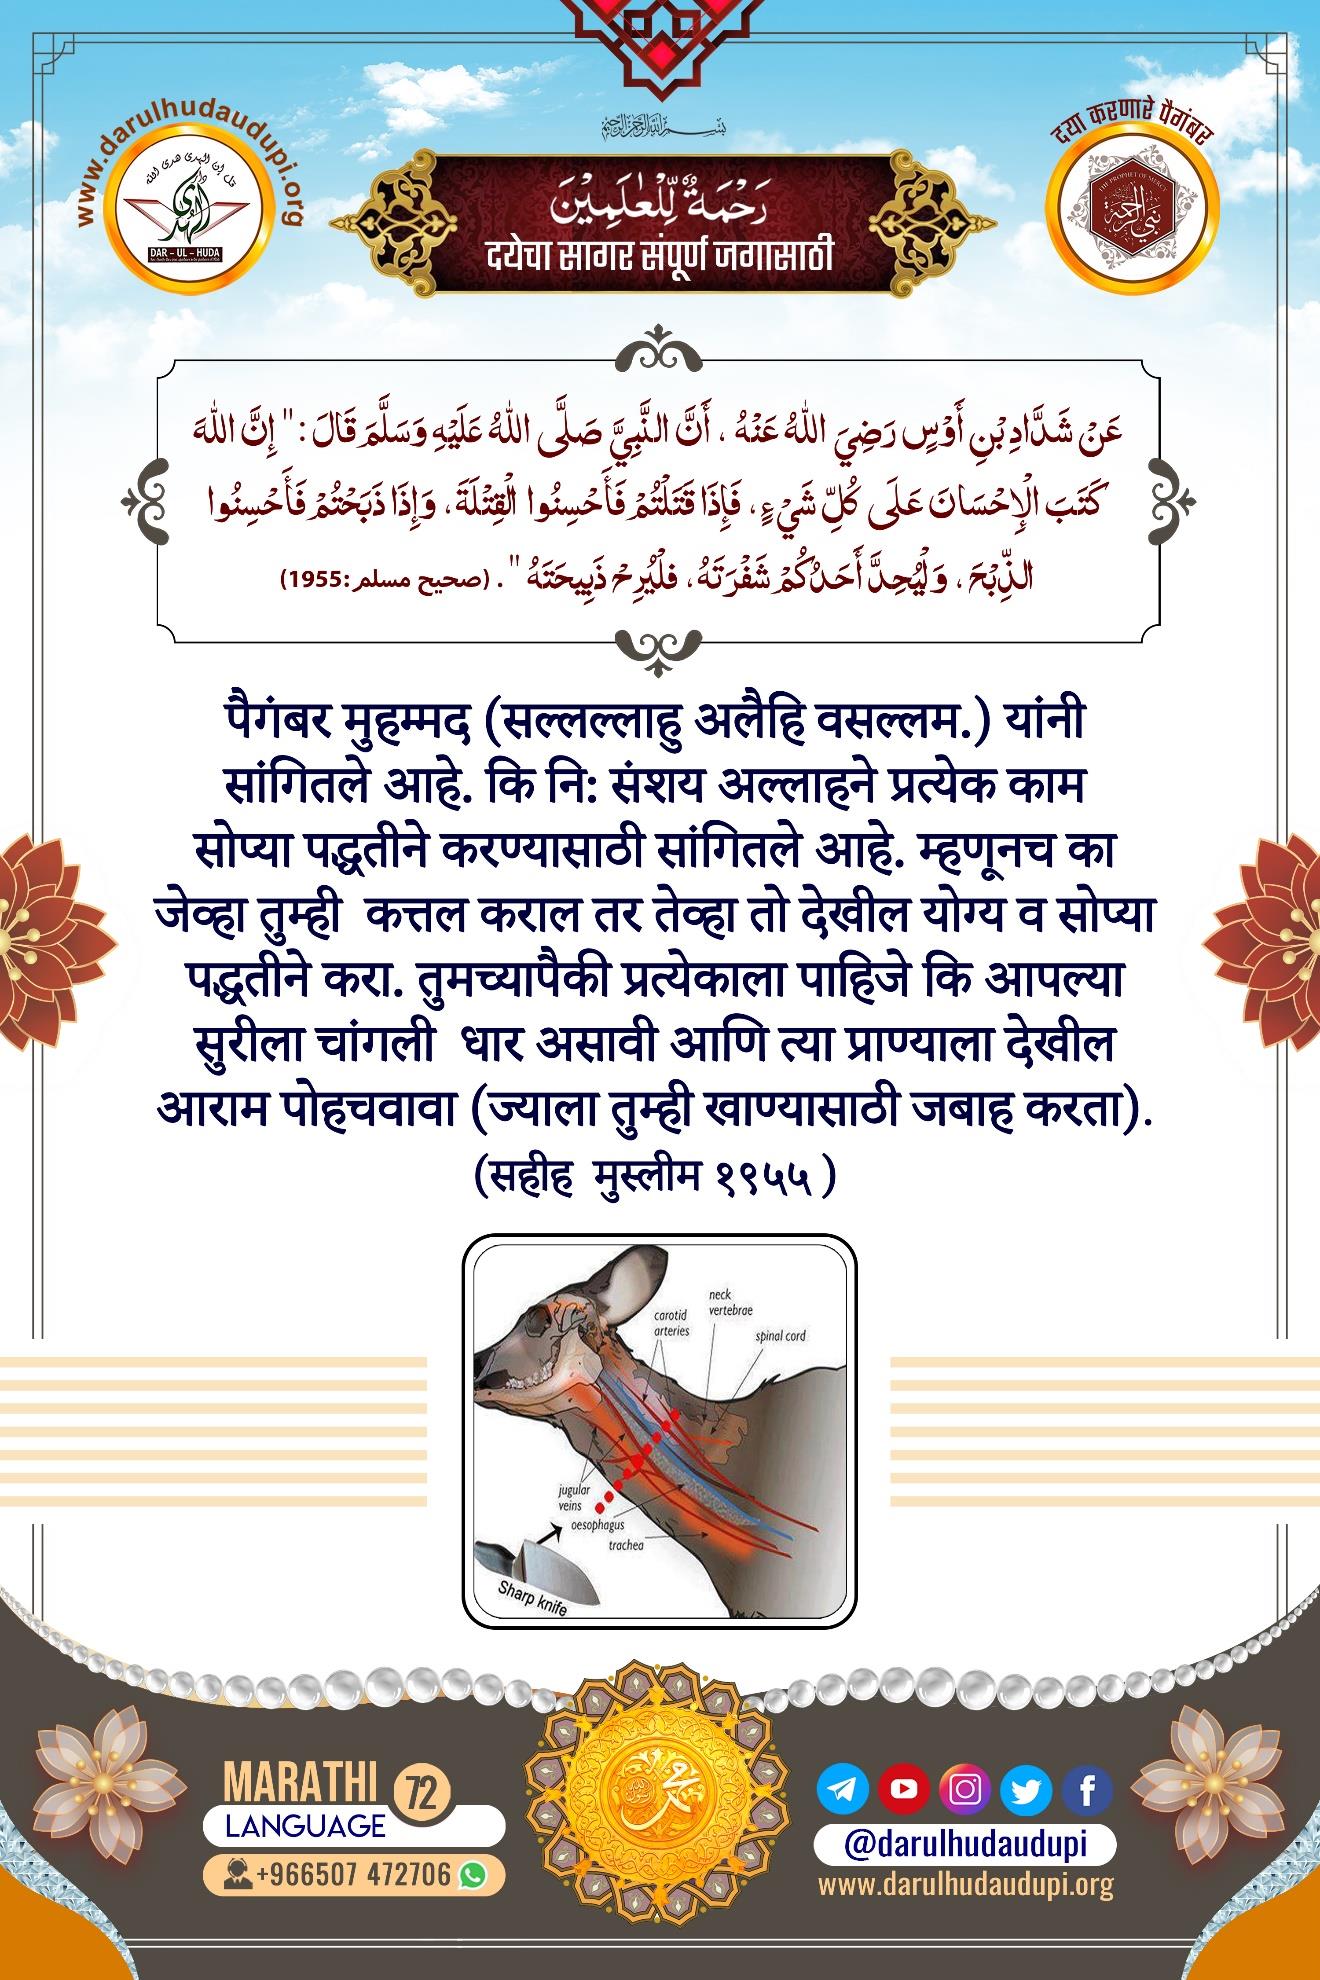 www.darulhudaudupi.org
DAR - UL - HUDA
بسم الله الرحمن الرحيم
دया करणारे पैगंबर
THE PROPHET OF MERCY
نبي الرحمة
رَحْمَةٌ لِّلْعٰلَمِيْنَ
दयेचा सागर संपूर्ण जगासाठी
عَنْ شَدَّادِ بْنِ أَوْسٍ رَضِيَ اللهُ عَنْهُ ، أَنَّ النَّبِيَّ صَلَّى اللهُ عَلَيْهِ وَسَلَّمَ قَالَ : " إِنَّ اللهَ
كَتَبَ الْإِحْسَانَ عَلَى كُلِّ شَيْءٍ ، فَإِذَا قَتَلْتُمْ فَأَحْسِنُوا الْقِتْلَةَ ، وَإِذَا ذَبَحْتُمْ فَأَحْسِنُوا
الذِّبْحَ ، وَلْيُحِدَّ أَحَدُكُمْ شَفْرَتَهُ ، فلْيُرِحْ ذَبِيحَتَهُ " . (صحيح مسلم:1955)
पैगंबर मुहम्मद (सल्लल्लाहु अलैहि वसल्लम.) यांनी
सांगितले आहे. कि नि: संशय अल्लाहने प्रत्येक काम
सोप्या पद्धतीने करण्यासाठी सांगितले आहे. म्हणूनच का
जेव्हा तुम्ही कत्तल कराल तर तेव्हा तो देखील योग्य व सोप्या
पद्धतीने करा. तुमच्यापैकी प्रत्येकाला पाहिजे कि आपल्या
सुरीला चांगली धार असावी आणि त्या प्राण्याला देखील
आराम पोहचवावा (ज्याला तुम्ही खाण्यासाठी जबाह करता).
(सहीह मुस्लीम १९५५ )
neck
vertebrae
carotid
arteries
spinal cord
jugular
veins
oesophagus
trachea
Sharp knife
MARATHI 72
LANGUAGE
+966507 472706
محمد
رسول الله
@darulhudaudupi
www.darulhudaudupi.org